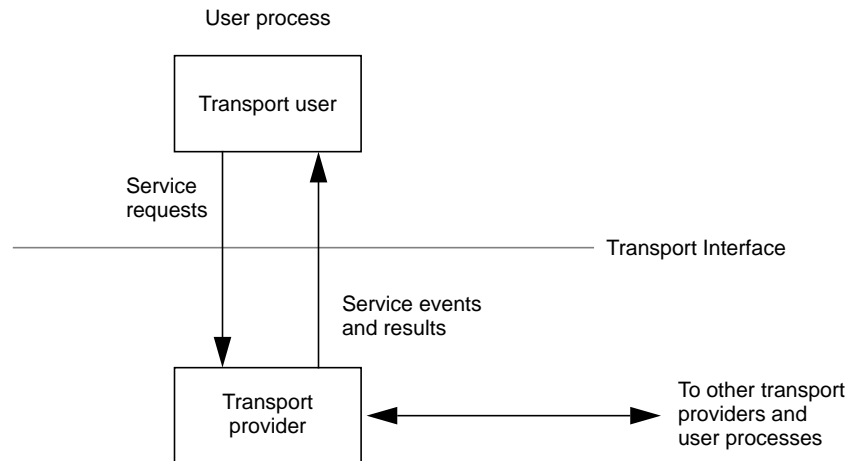 User process
Transport user
Service
requests
Transport Interface
Service events
and results
Transport
provider
To other transport
providers and
user processes